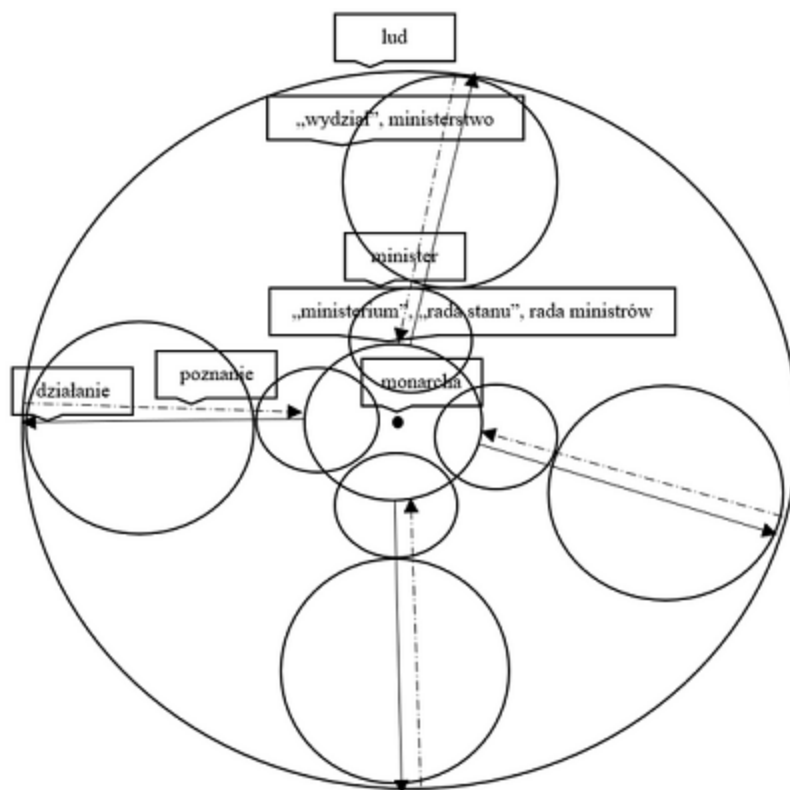 lud
„wydział”, ministerstwo
minister
„ministerium”, „rada stanu”, rada ministrów
poznanie
działanie
monarcha